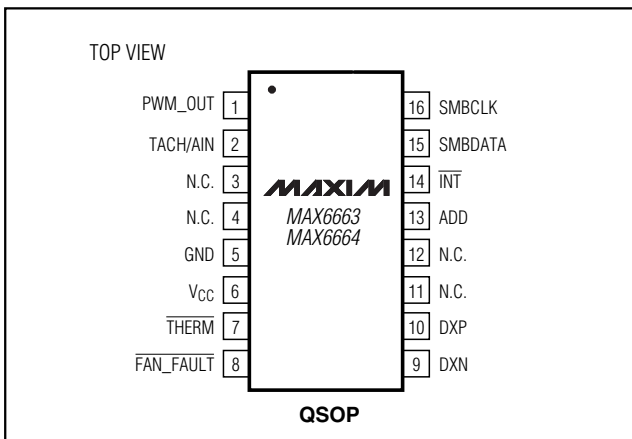 TOP VIEW
PWM_OUT 1
TACH/AIN 2
N.C. 3
N.C. 4
GND 5
VCC 6
THERM 7
FAN_FAULT 8
MAXIM
MAX6663
MAX6664
16 SMBCLK
15 SMBDATA
14 INT
13 ADD
12 N.C.
11 N.C.
10 DXP
9 DXN
QSOP